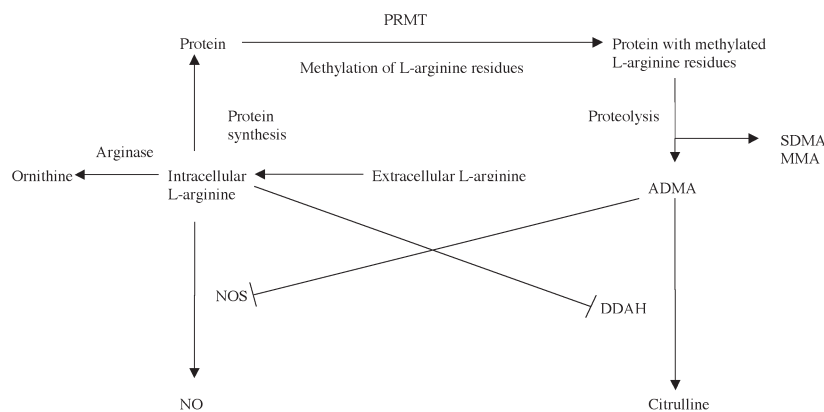 PRMT
Protein
Protein with methylated
L-arginine residues
Methylation of L-arginine residues
Protein
synthesis
Proteolysis
SDMA
MMA
Arginase
Ornithine
Intracellular
L-arginine
Extracellular L-arginine
ADMA
NOS
DDAH
NO
Citrulline